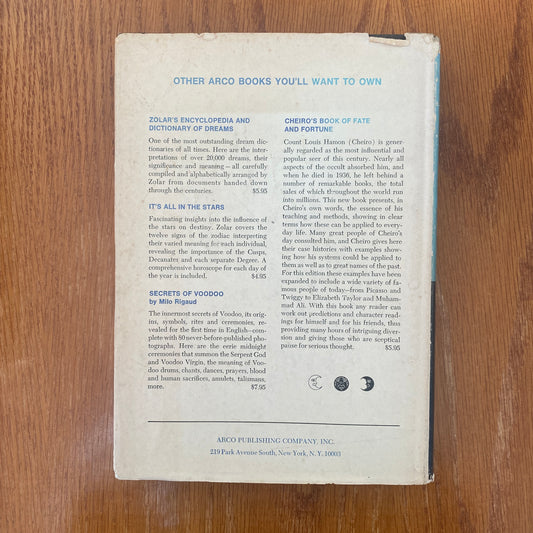 OTHER ARCO BOOKS YOU'LL WANT TO OWN
ZOLAR'S ENCYCLOPEDIA AND
DICTIONARY OF DREAMS
One of the most outstanding dream dic-
tionaries of all times. Here are the inter-
pretations of over 20,000 dreams, their
significance and meaning—all carefully
compiled and alphabetically arranged by
Zolar from documents handed down
through the centuries. $5.95
IT'S ALL IN THE STARS
Fascinating insights into the influence of
the stars on destiny. Zolar covers the
twelve signs of the zodiac interpreting
their varied meaning for each individual,
revealing the importance of the Cusps,
Decanates and each separate Degree. A
comprehensive horoscope for each day of
the year is included. $4.95
SECRETS OF VOODOO
by Milo Rigaud
The innermost secrets of Voodoo, its orig-
ins, symbols, rites and ceremonies, re-
vealed for the first time in English—com-
plete with 80 never-before-published pho-
tographs. Here are the eerie midnight
ceremonies that summon the Serpent God
and Voodoo Virgin, the meaning of Voo-
doo drums, chants, dances, prayers, blood
and human sacrifices, amulets, talismans,
more. $7.95
CHEIRO'S BOOK OF FATE
AND FORTUNE
Count Louis Hamon (Cheiro) is gener-
ally regarded as the most influential and
popular seer of this century. Nearly all
aspects of the occult absorbed him, and
when he died in 1936, he left behind a
number of remarkable books, the total
sales of which throughout the world run
into millions. This new book presents, in
Cheiro's own words, the essence of his
teaching and methods, showing in clear
terms how these can be applied to every-
day life. Many great people of Cheiro's
day consulted him, and Cheiro gives here
their case histories with examples show-
ing how his systems could be applied to
them as well as to great names of the past.
For this edition these examples have been
expanded to include a wide variety of fa-
mous people of today—from Picasso and
Twiggy to Elizabeth Taylor and Muham-
mad Ali. With this book any reader can
work out predictions and character read-
ings for himself and for his friends, thus
providing many hours of intriguing diver-
sion and giving those who are sceptical
pause for serious thought. $5.95
ARCO PUBLISHING COMPANY, INC.
219 Park Avenue South, New York, N. Y. 10003